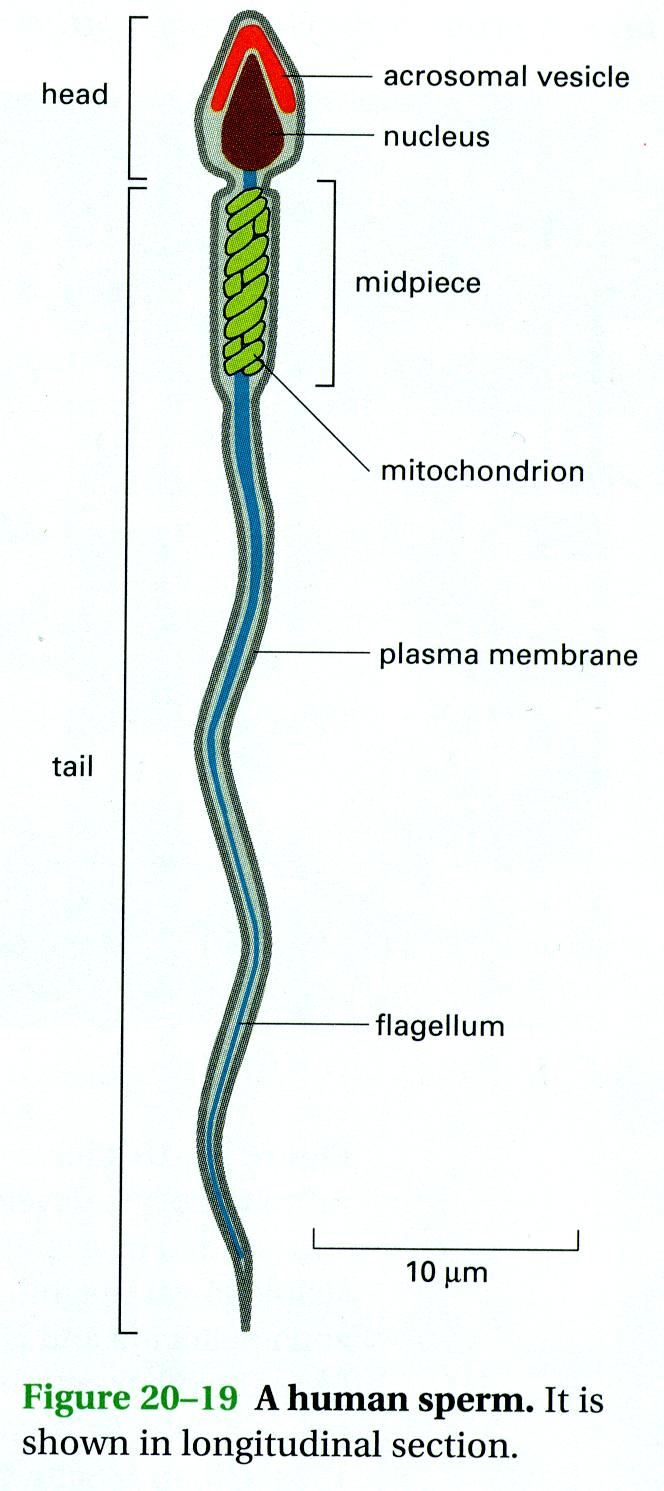 head
acrosomal vesicle
nucleus
midpiece
mitochondrion
plasma membrane
tail
flagellum
10 μm
Figure 20–19 A human sperm. It is
shown in longitudinal section.